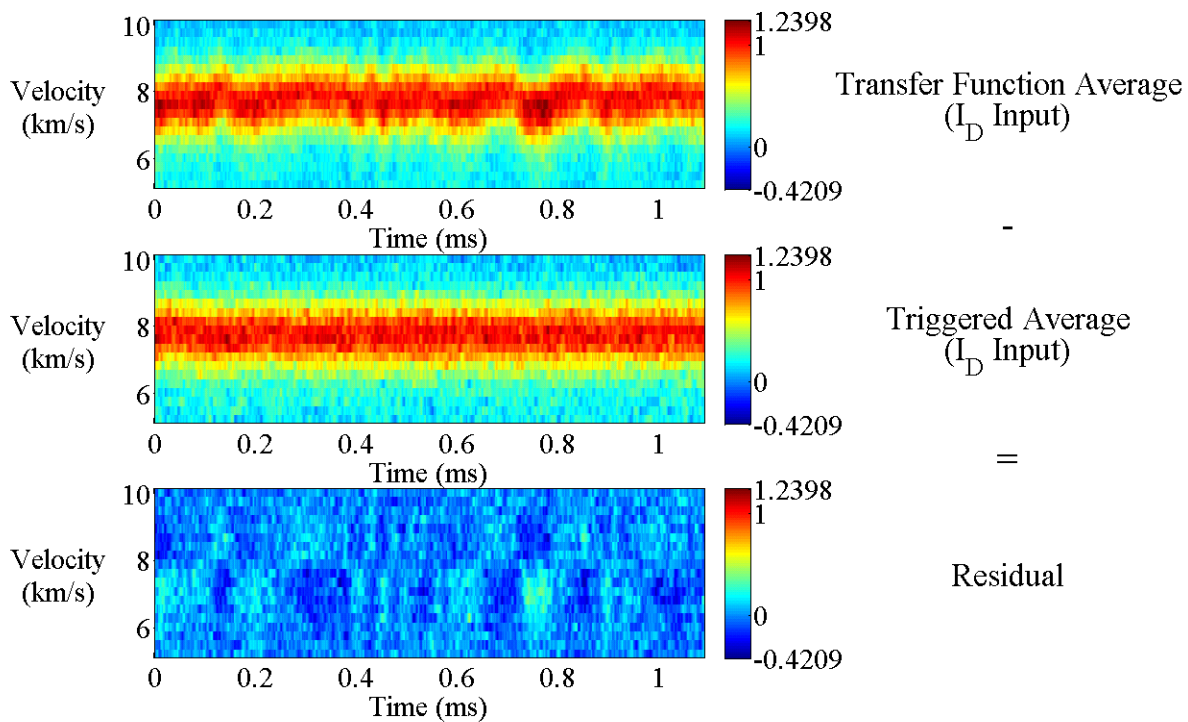 10
8
6
Velocity
(km/s)
0 0.2 0.4 0.6 0.8 1
Time (ms)
1.2398
1
0
-0.4209
Transfer Function Average
(I_D Input)
-
10
8
6
Velocity
(km/s)
0 0.2 0.4 0.6 0.8 1
Time (ms)
1.2398
1
0
-0.4209
Triggered Average
(I_D Input)
=
10
8
6
Velocity
(km/s)
0 0.2 0.4 0.6 0.8 1
Time (ms)
1.2398
1
0
-0.4209
Residual